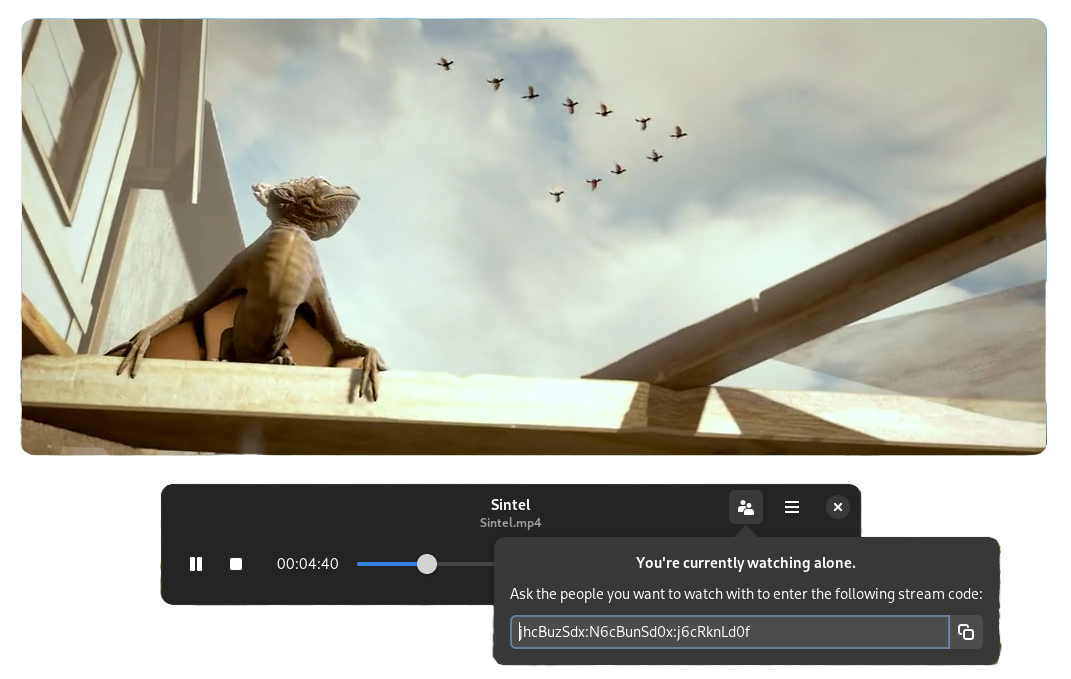 Sintel
Sintel.mp4
00:04:40
You're currently watching alone.
Ask the people you want to watch with to enter the following stream code:
jhcBuzSdx:N6cBunSd0x:j6cRknLd0f